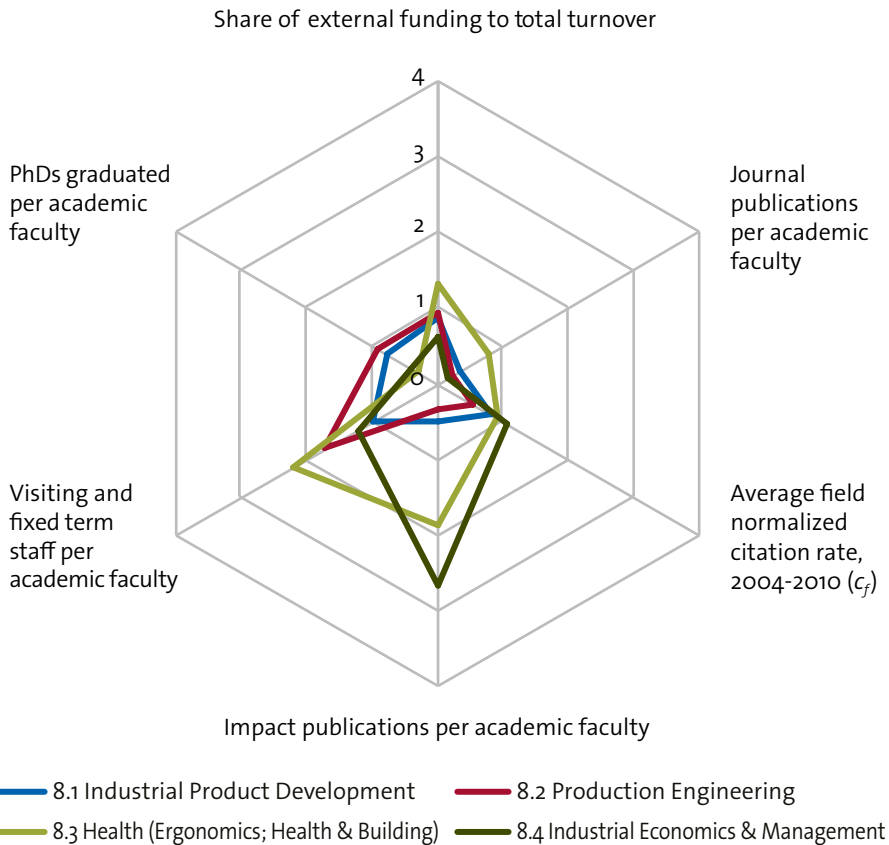 Share of external funding to total turnover
4
3
2
1
0
PhDs graduated
per academic
faculty
Journal
publications
per academic
faculty
Visiting and
fixed term
staff per
academic faculty
Average field
normalized
citation rate,
2004-2010 (cf)
Impact publications per academic faculty
8.1 Industrial Product Development
8.2 Production Engineering
8.3 Health (Ergonomics; Health & Building)
8.4 Industrial Economics & Management